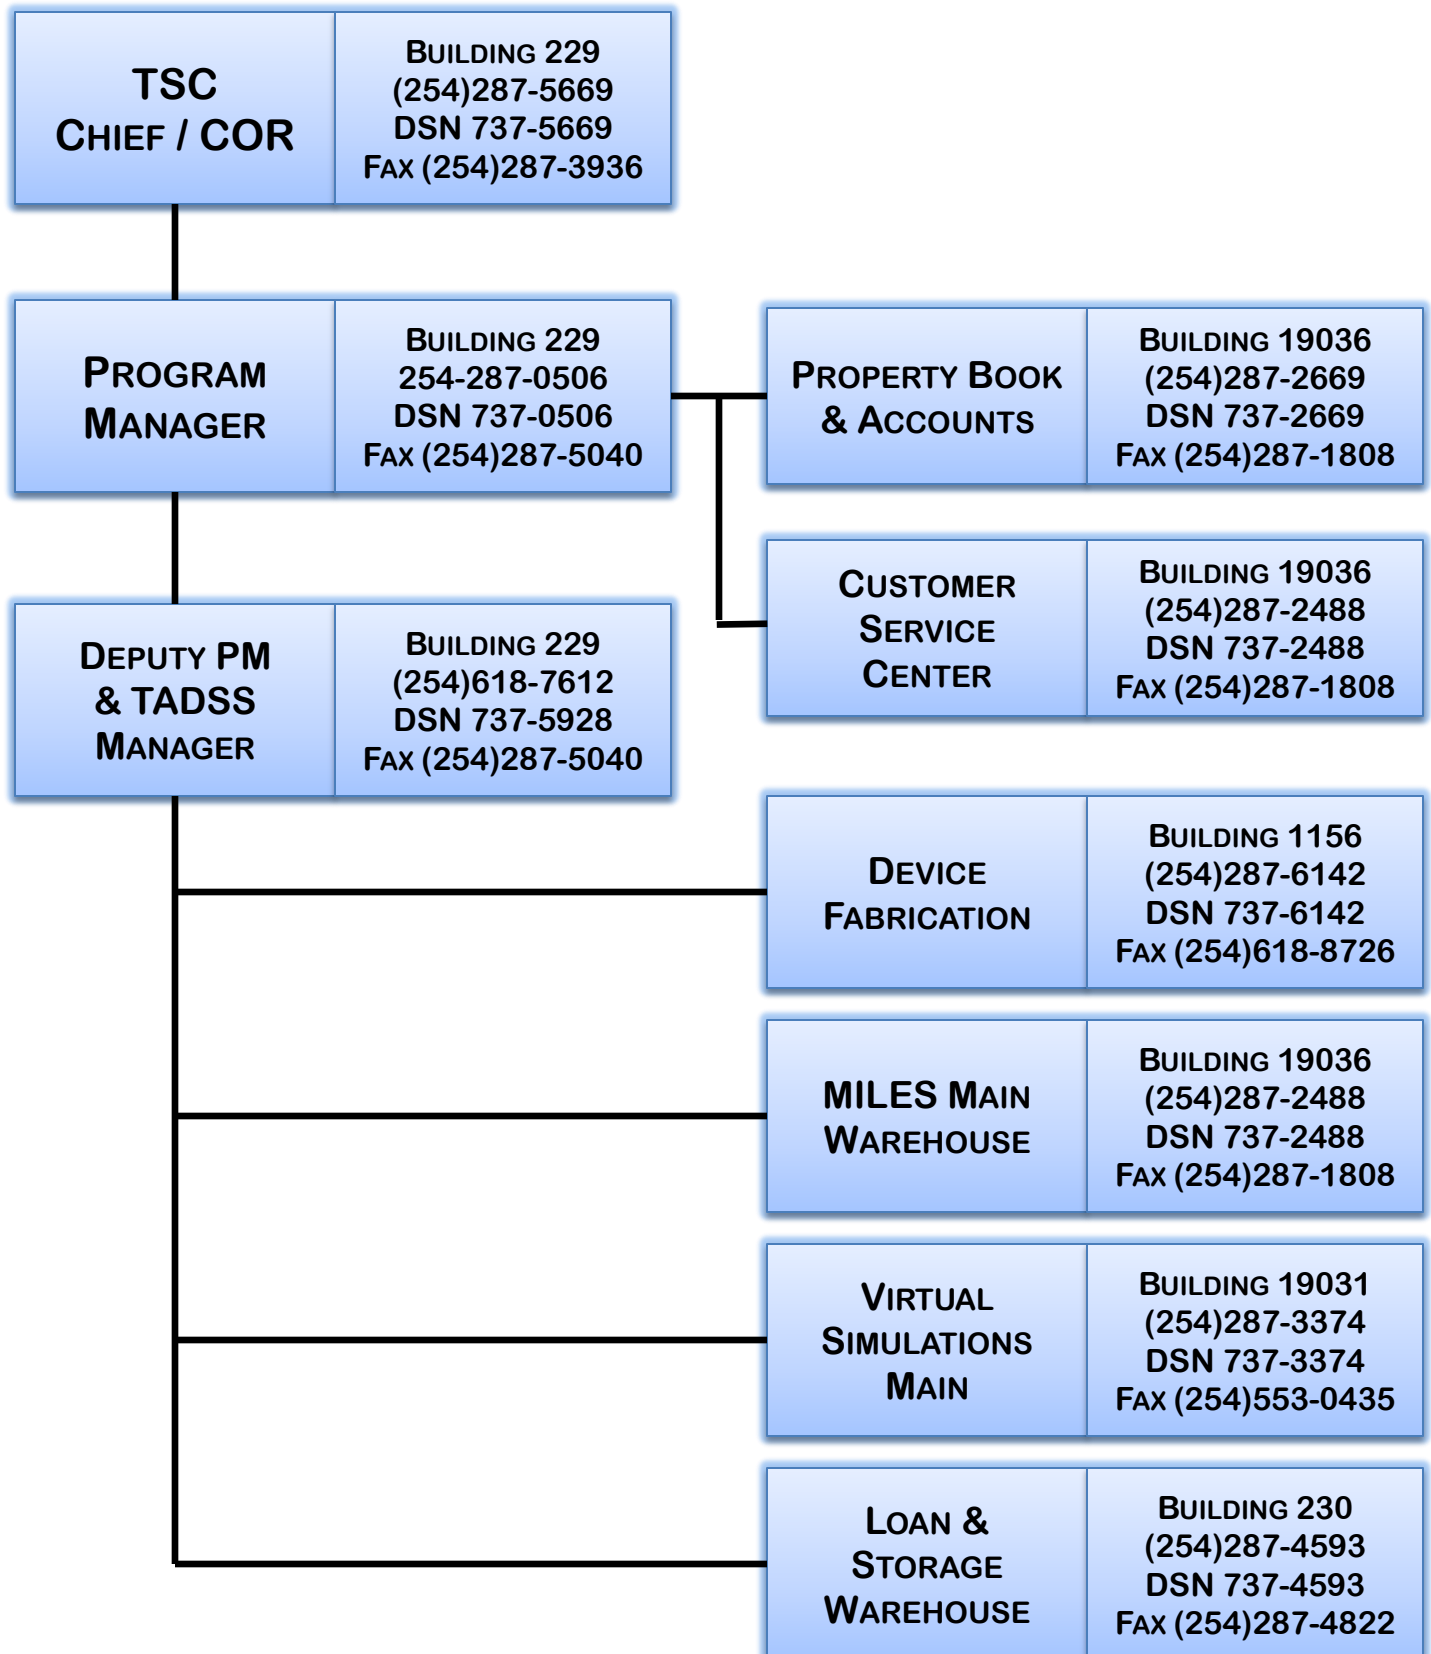 TSC
CHIEF / COR
BUILDING 229
(254)287-5669
DSN 737-5669
FAX (254)287-3936
PROGRAM
MANAGER
BUILDING 229
254-287-0506
DSN 737-0506
FAX (254)287-5040
PROPERTY BOOK
& ACCOUNTS
BUILDING 19036
(254)287-2669
DSN 737-2669
FAX (254)287-1808
CUSTOMER
SERVICE
CENTER
BUILDING 19036
(254)287-2488
DSN 737-2488
FAX (254)287-1808
DEPUTY PM
& TADSS
MANAGER
BUILDING 229
(254)618-7612
DSN 737-5928
FAX (254)287-5040
DEVICE
FABRICATION
BUILDING 1156
(254)287-6142
DSN 737-6142
FAX (254)618-8726
MILES MAIN
WAREHOUSE
BUILDING 19036
(254)287-2488
DSN 737-2488
FAX (254)287-1808
VIRTUAL
SIMULATIONS
MAIN
BUILDING 19031
(254)287-3374
DSN 737-3374
FAX (254)553-0435
LOAN &
STORAGE
WAREHOUSE
BUILDING 230
(254)287-4593
DSN 737-4593
FAX (254)287-4822